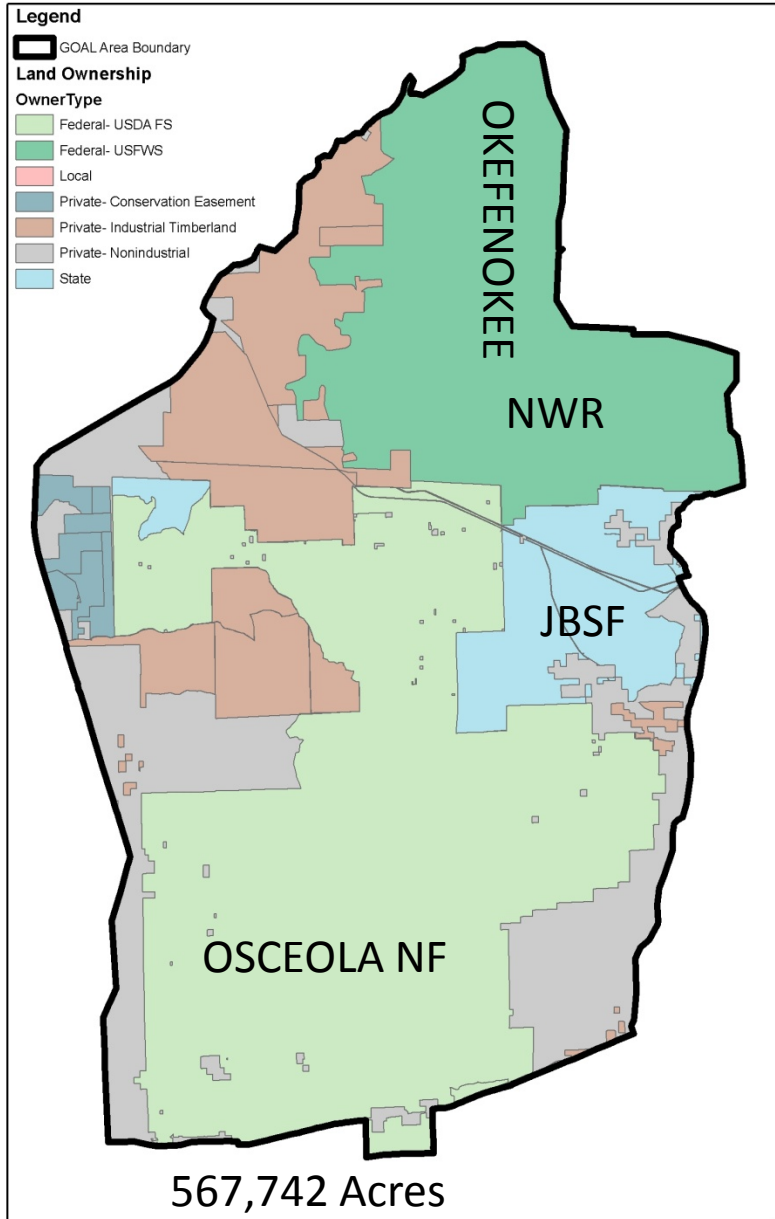 Legend
GOAL Area Boundary
Land Ownership
OwnerType
Federal- USDA FS
Federal- USFWS
Local
Private- Conservation Easement
Private- Industrial Timberland
Private- Nonindustrial
State
OKEFENOKEE
NWR
JBSF
OSCEOLA NF
567,742 Acres